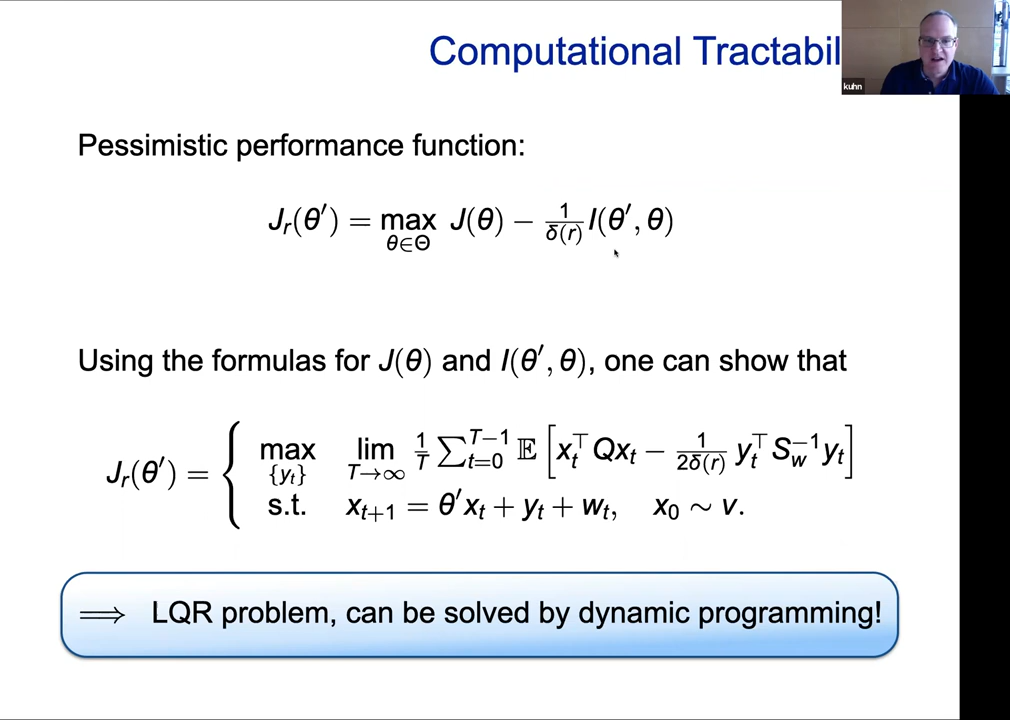 Computational Tractabil
kuhn
Pessimistic performance function:
J_r(θ′) = max_{θ∈Θ} J(θ) − 1/δ(r) I(θ′, θ)
Using the formulas for J(θ) and I(θ′, θ), one can show that
J_r(θ′) = { max_{y_t} lim_{T→∞} 1/T ∑_{t=0}^{T−1} 𝔼 [ x_t^⊤ Q x_t − 1/2δ(r) y_t^⊤ S_w^{−1} y_t ]
s.t. x_{t+1} = θ′x_t + y_t + w_t, x_0 ∼ ν.
⟹ LQR problem, can be solved by dynamic programming!